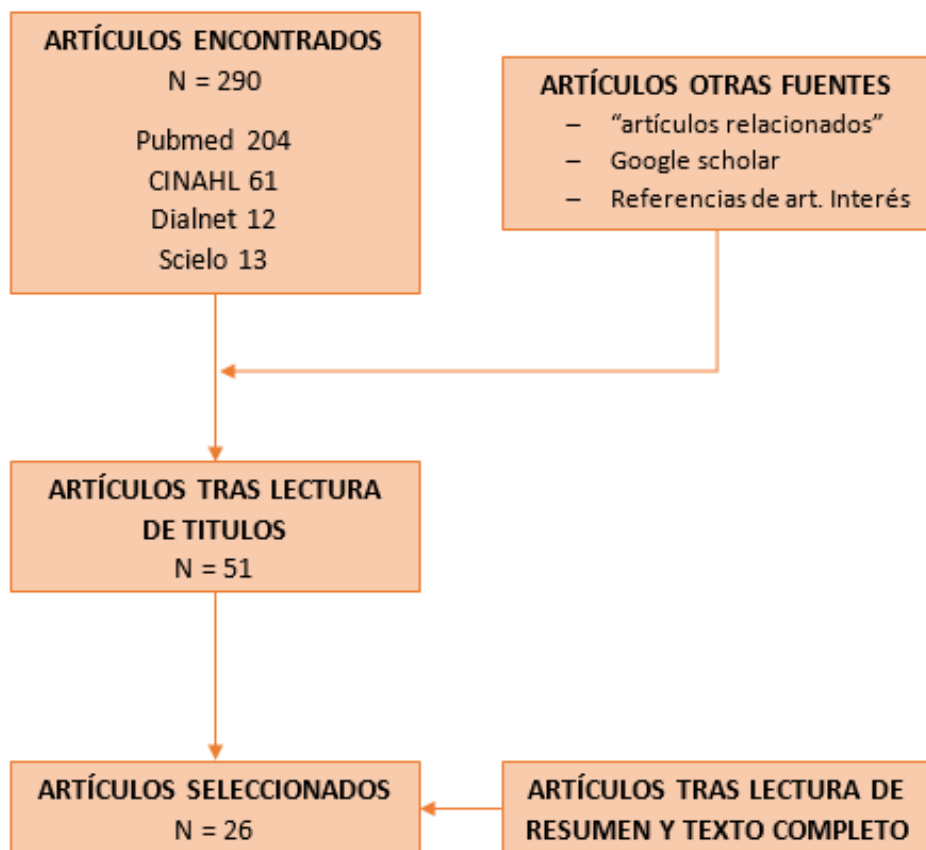 ARTÍCULOS ENCONTRADOS
N = 290
Pubmed 204
CINAHL 61
Dialnet 12
Scielo 13
ARTÍCULOS OTRAS FUENTES
– “artículos relacionados”
– Google scholar
– Referencias de art. Interés
ARTÍCULOS TRAS LECTURA
DE TITULOS
N = 51
ARTÍCULOS SELECCIONADOS
N = 26
ARTÍCULOS TRAS LECTURA DE
RESUMEN Y TEXTO COMPLETO